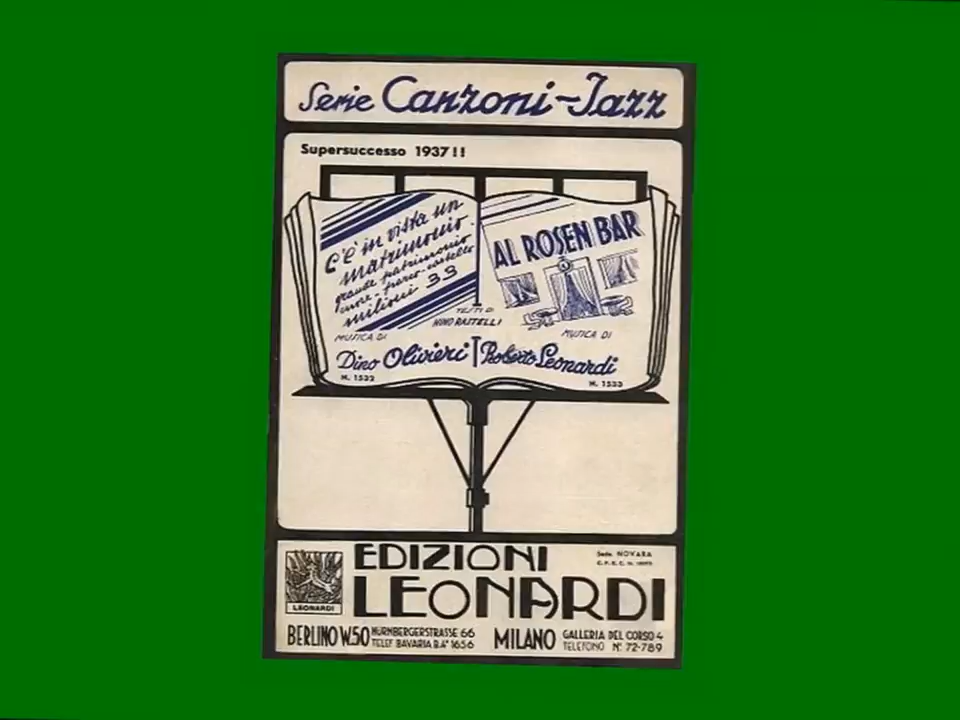 Serie Canzoni-Jazz
Supersuccesso 1937!!
C'è in vista un
matrimonio
grande patrimonio
milioni 33
TESTI DI
NINO RASTELLI
MUSICA DI
Dino Olivieri
N. 1532
AL ROSEN BAR
MUSICA DI
Roberto Leonardi
N. 1533
EDIZIONI
LEONARDI
Sede NOVARA
LEONARDI
BERLINO W.50 NÜRNBERGERSTRASSE 66
TELEF. BAVARIA B.4 1656
MILANO GALLERIA DEL CORSO 4
TELEFONO N° 72-789